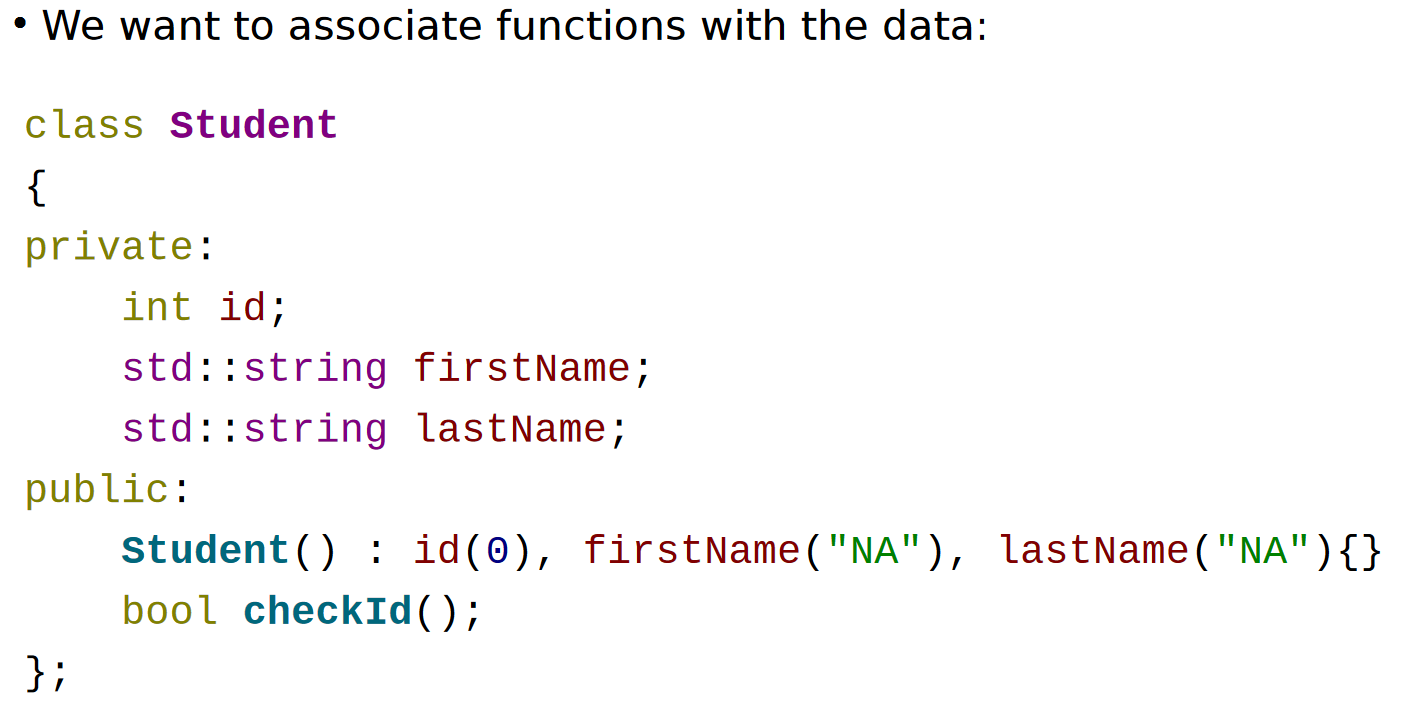 • We want to associate functions with the data:
class Student
{
private:
    int id;
    std::string firstName;
    std::string lastName;
public:
    Student() : id(0), firstName("NA"), lastName("NA"){}
    bool checkId();
};